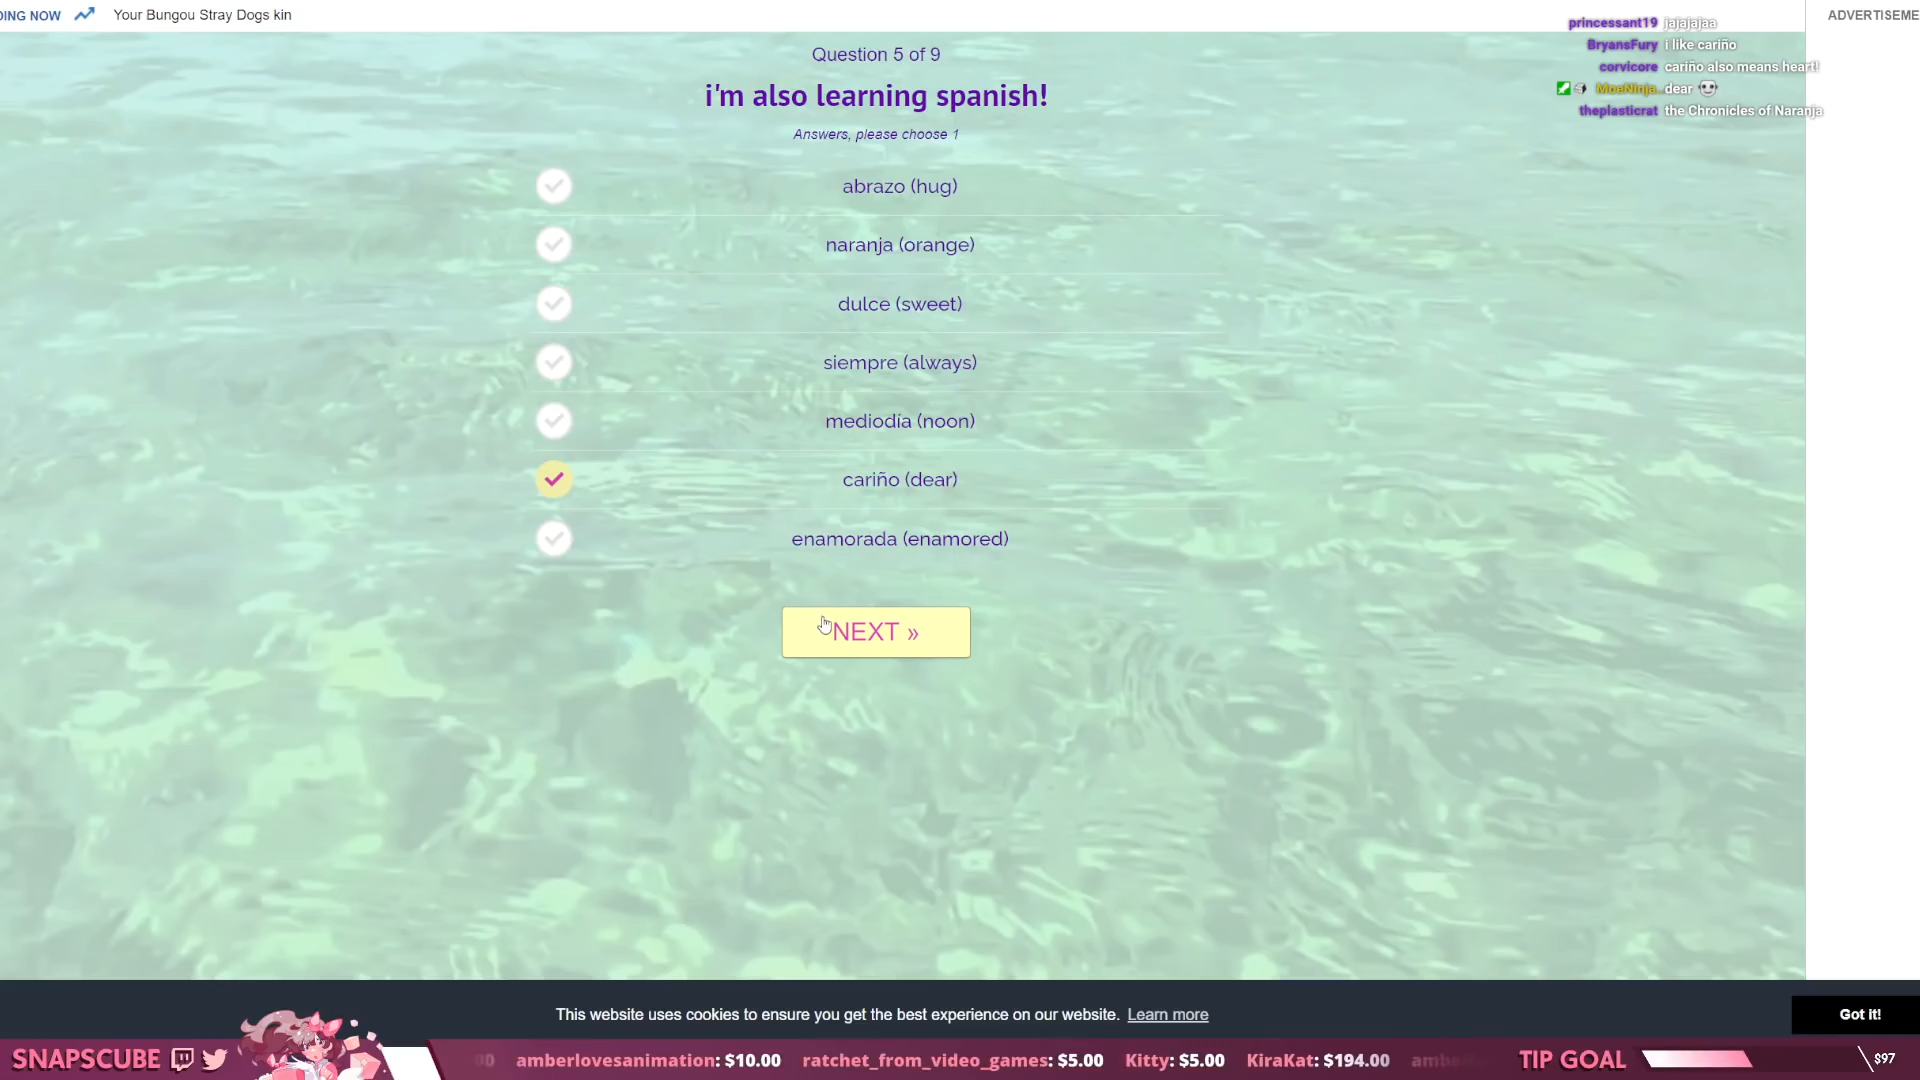 DING NOW Your Bungou Stray Dogs kin
ADVERTISEME
princessant19 jajajajaa
BryansFury i like cariño
corvicore cariño also means heart!
MoeNinja.. dear
theplasticrat the Chronicles of Naranja
Question 5 of 9
i'm also learning spanish!
Answers, please choose 1
abrazo (hug)
naranja (orange)
dulce (sweet)
siempre (always)
mediodía (noon)
cariño (dear)
enamorada (enamored)
NEXT »
This website uses cookies to ensure you get the best experience on our website. Learn more
Got it!
SNAPSCUBE
amberlovesanimation: $10.00 ratchet_from_video_games: $5.00 Kitty: $5.00 KiraKat: $194.00
TIP GOAL
$97